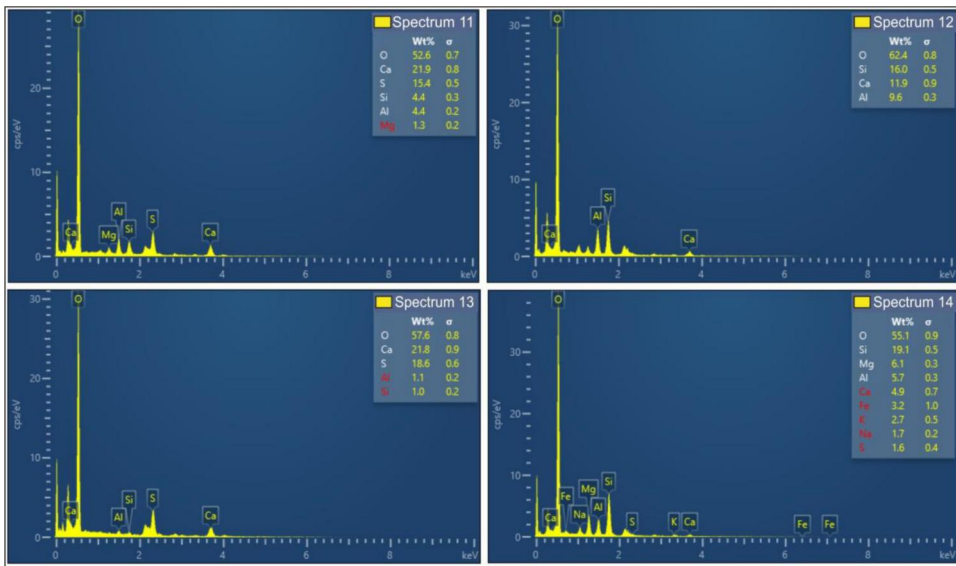 Spectrum 11
Wt% σ
O 52.6 0.7
Ca 21.9 0.8
S 15.4 0.5
Si 4.4 0.3
Al 4.4 0.2
Mg 1.3 0.2
cps/eV
20
10
0
O
Ca
Mg
Al
Si
S
Ca
0 2 4 6 8 keV
Spectrum 12
Wt% σ
O 62.4 0.8
Si 16.0 0.5
Ca 11.9 0.9
Al 9.6 0.3
cps/eV
30
20
10
0
O
Ca
Al
Si
Ca
0 2 4 6 8 keV
Spectrum 13
Wt% σ
O 57.6 0.8
Ca 21.8 0.9
S 18.6 0.6
Al 1.1 0.2
Si 1.0 0.2
cps/eV
30
20
10
0
O
Ca
Al
Si
S
Ca
0 2 4 6 8 keV
Spectrum 14
Wt% σ
O 55.1 0.9
Si 19.1 0.5
Mg 6.1 0.3
Al 5.7 0.3
Ca 4.9 0.7
Fe 3.2 1.0
K 2.7 0.5
Na 1.7 0.2
S 1.6 0.4
cps/eV
30
20
10
0
O
Ca
Fe
Na
Mg
Al
Si
S
K
Ca
Fe
Fe
0 2 4 6 8 keV